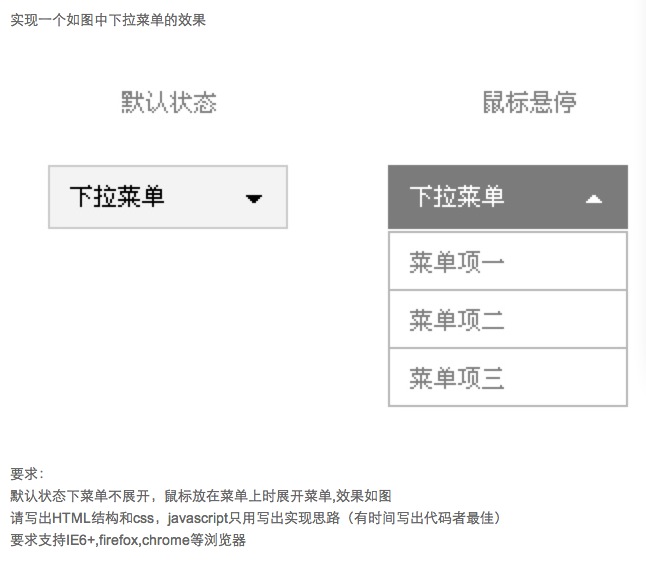 实现一个如图中下拉菜单的效果
默认状态 鼠标悬停
下拉菜单 下拉菜单
菜单项一
菜单项二
菜单项三
要求：
默认状态下菜单不展开，鼠标放在菜单上时展开菜单,效果如图
请写出HTML结构和css，javascript只用写出实现思路（有时间写出代码者最佳）
要求支持IE6+,firefox,chrome等浏览器